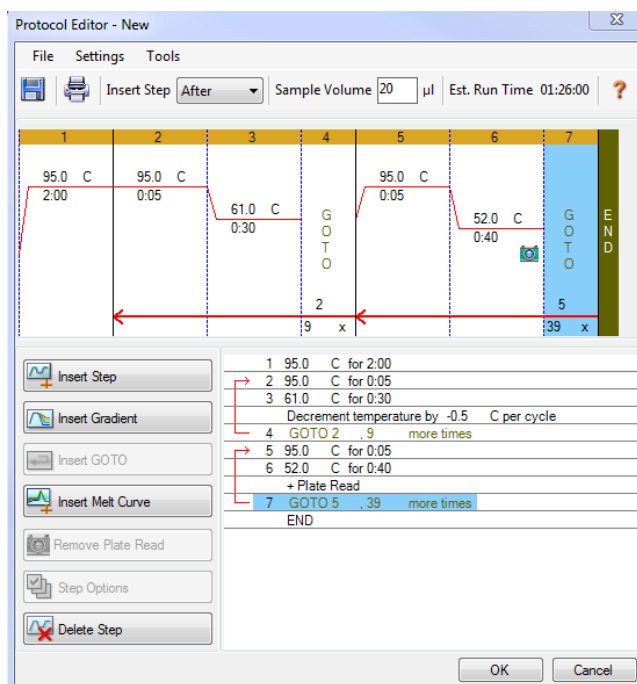 Protocol Editor - New
File Settings Tools
Insert Step After Sample Volume 20 µl Est. Run Time 01:26:00 ?
1 2 3 4 5 6 7
95.0 C 95.0 C 95.0 C
2:00 0:05 0:05
61.0 C 52.0 C
0:30 0:40
GOTO GOTO END
2 5
9 x 39 x
Insert Step
Insert Gradient
Insert GOTO
Insert Melt Curve
Remove Plate Read
Step Options
Delete Step
1 95.0 C for 2:00
2 95.0 C for 0:05
3 61.0 C for 0:30
Decrement temperature by -0.5 C per cycle
4 GOTO 2 , 9 more times
5 95.0 C for 0:05
6 52.0 C for 0:40
+ Plate Read
7 GOTO 5 , 39 more times
END
OK Cancel